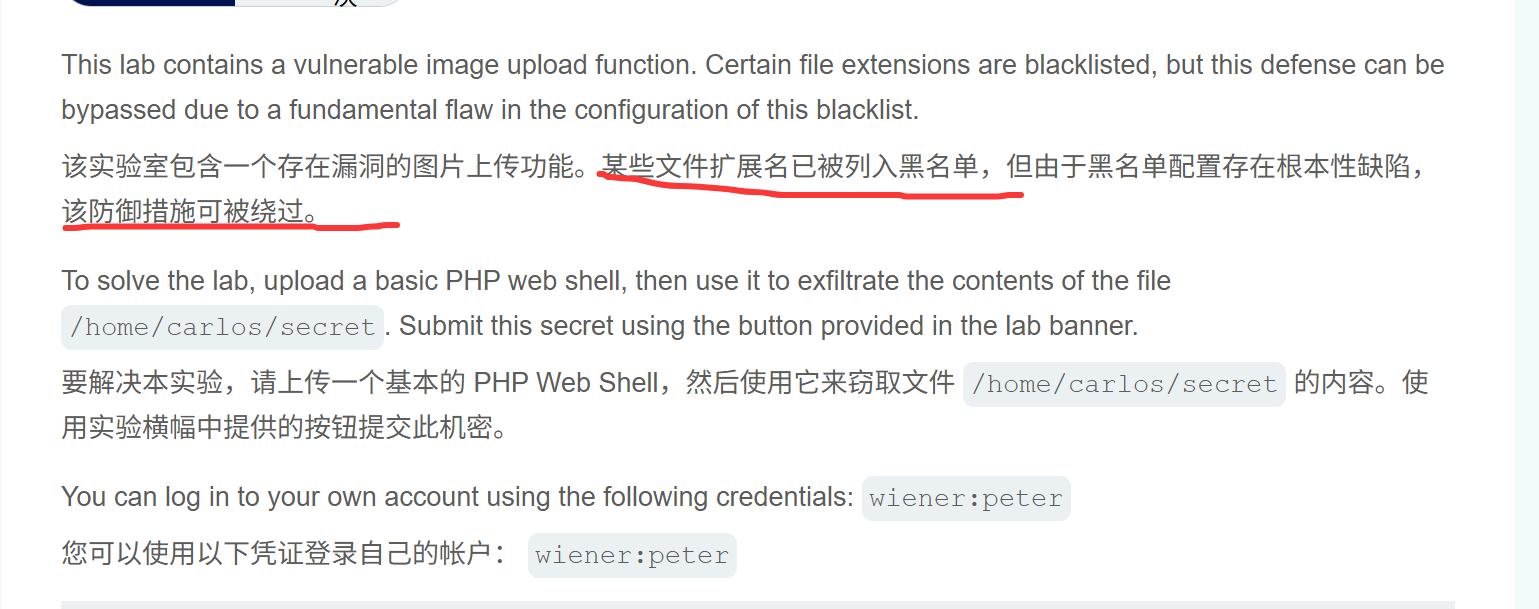 This lab contains a vulnerable image upload function. Certain file extensions are blacklisted, but this defense can be
bypassed due to a fundamental flaw in the configuration of this blacklist.
该实验室包含一个存在漏洞的图片上传功能。某些文件扩展名已被列入黑名单，但由于黑名单配置存在根本性缺陷，
该防御措施可被绕过。
To solve the lab, upload a basic PHP web shell, then use it to exfiltrate the contents of the file
/home/carlos/secret. Submit this secret using the button provided in the lab banner.
要解决本实验，请上传一个基本的 PHP Web Shell，然后使用它来窃取文件 /home/carlos/secret 的内容。使
用实验横幅中提供的按钮提交此机密。
You can log in to your own account using the following credentials: wiener:peter
您可以使用以下凭证登录自己的帐户： wiener:peter